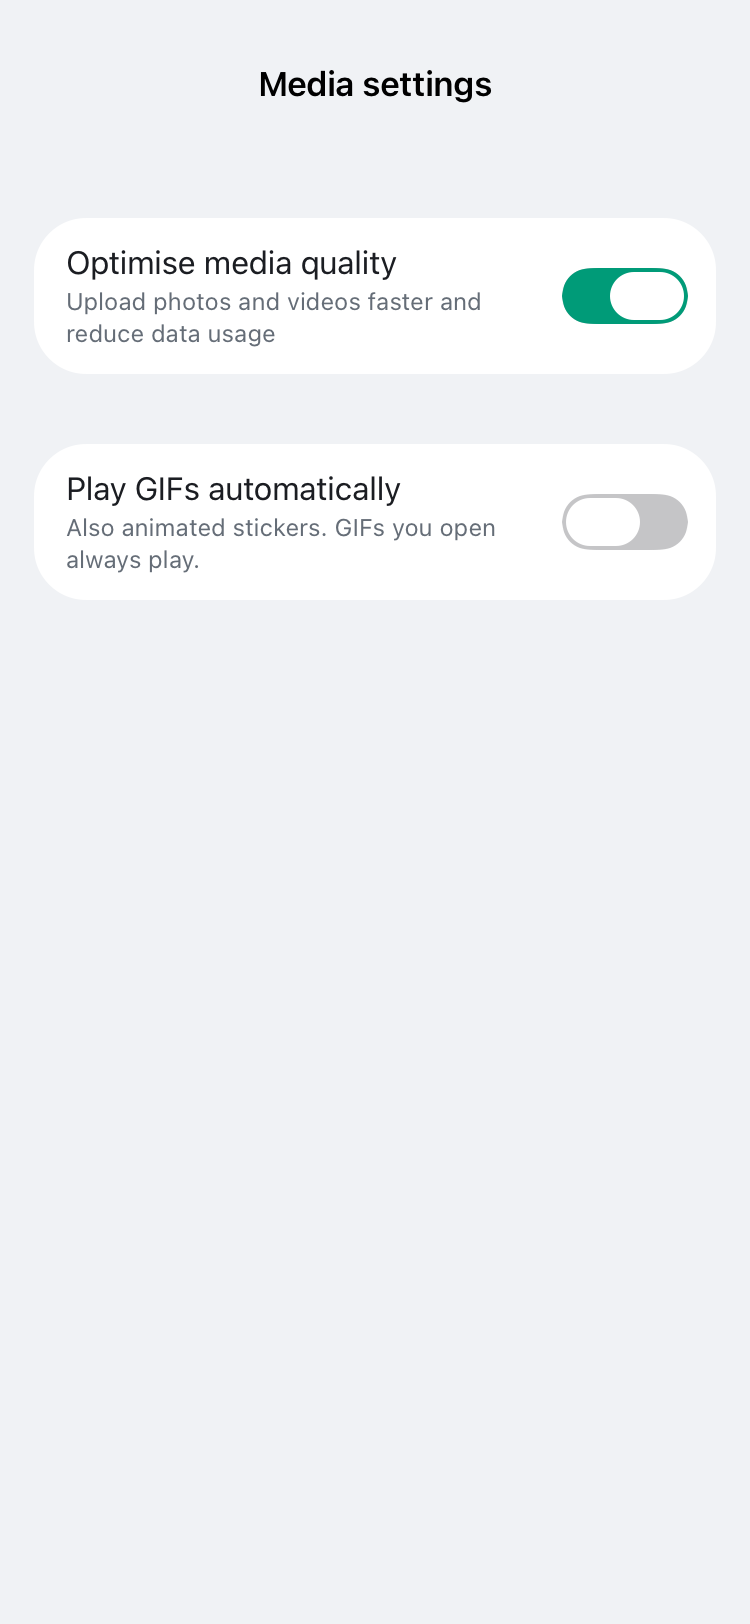 Media settings
Optimise media quality
Upload photos and videos faster and
reduce data usage
Play GIFs automatically
Also animated stickers. GIFs you open
always play.